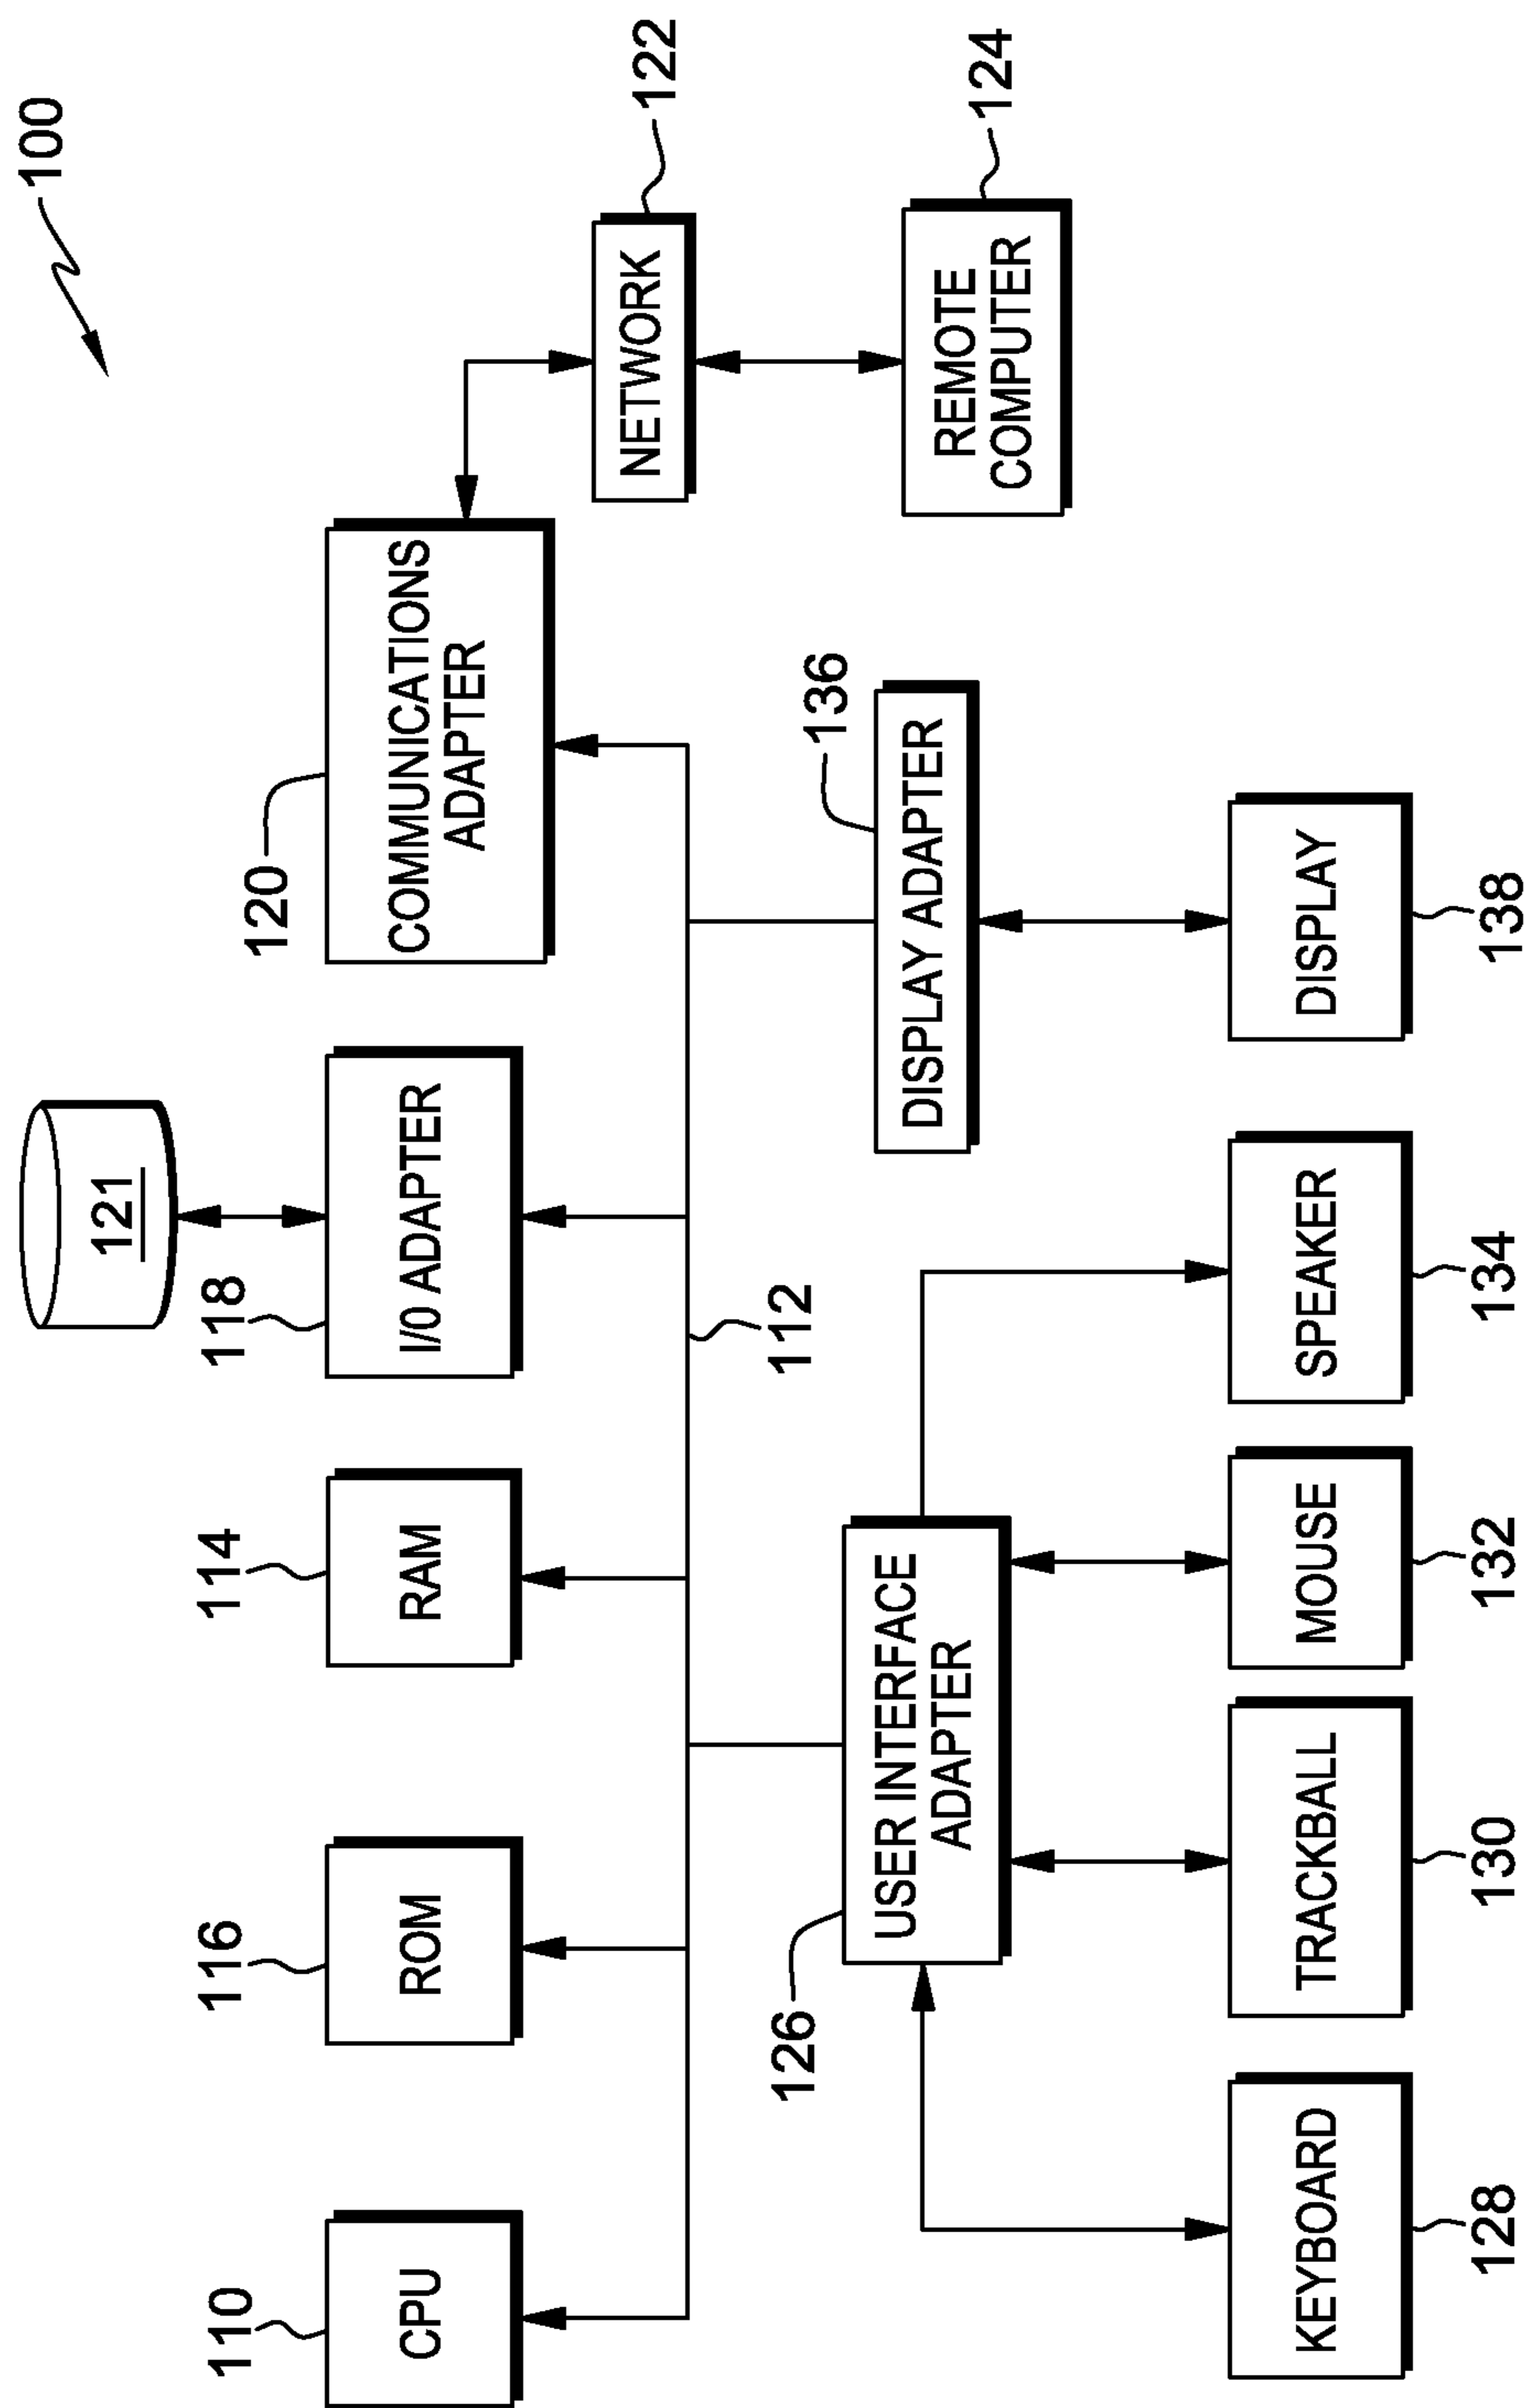 100
121
110
116
114
118
120
CPU
ROM
RAM
I/0 ADAPTER
COMMUNICATIONS
ADAPTER
122
NETWORK
112
126
136
USER INTERFACE
ADAPTER
DISPLAY ADAPTER
REMOTE
COMPUTER
124
KEYBOARD
TRACKBALL
MOUSE
SPEAKER
DISPLAY
128
130
132
134
138